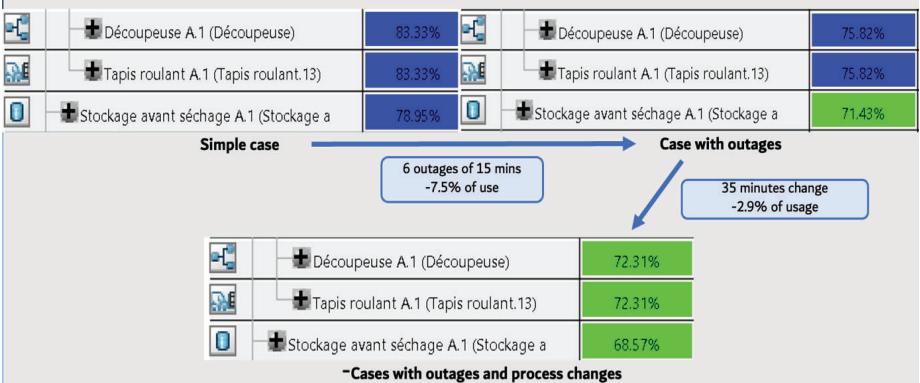 Découpeuse A.1 (Découpeuse) 83.33%
Tapis roulant A.1 (Tapis roulant.13) 83.33%
Stockage avant séchage A.1 (Stockage a 78.95%
Simple case
Découpeuse A.1 (Découpeuse) 75.82%
Tapis roulant A.1 (Tapis roulant.13) 75.82%
Stockage avant séchage A.1 (Stockage a 71.43%
Case with outages
6 outages of 15 mins
-7.5% of use
35 minutes change
-2.9% of usage
Découpeuse A.1 (Découpeuse) 72.31%
Tapis roulant A.1 (Tapis roulant.13) 72.31%
Stockage avant séchage A.1 (Stockage a 68.57%
-Cases with outages and process changes